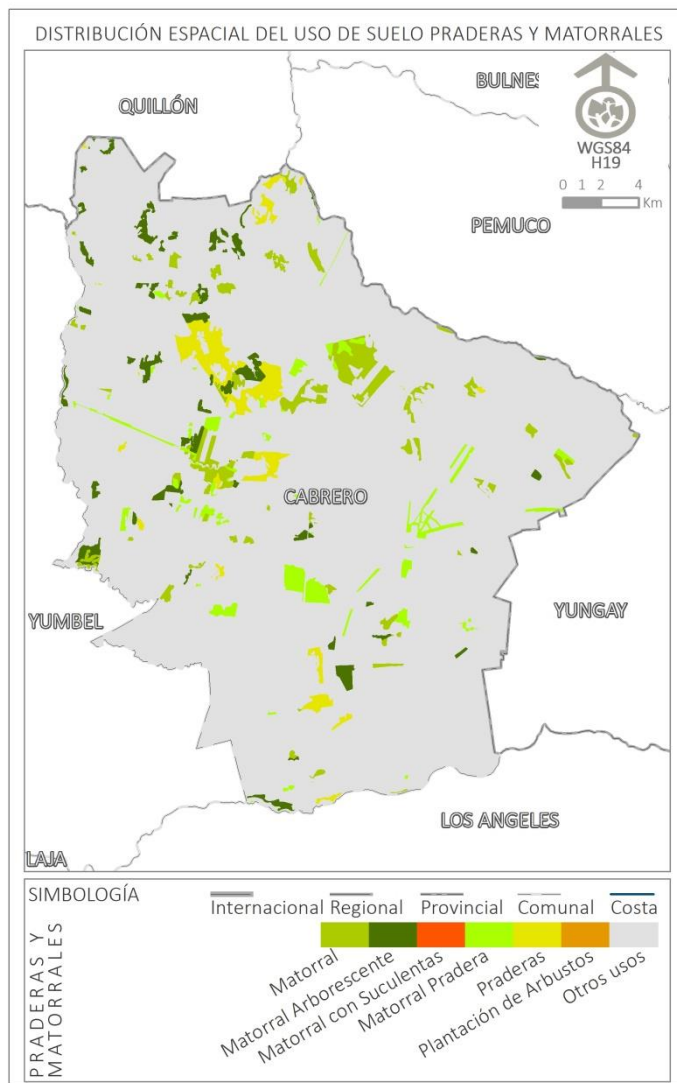 DISTRIBUCIÓN ESPACIAL DEL USO DE SUELO PRADERAS Y MATORRALES
BULNES
QUILLÓN
WGS84
H19
0 1 2 4
Km
PEMUCO
CABRERO
YUMBEL
YUNGAY
LOS ANGELES
LAJA
SIMBOLOGÍA
Internacional Regional Provincial Comunal Costa
PRADERAS Y
MATORRALES
Matorral
Matorral Arborescente
Matorral con Suculentas
Matorral Pradera
Praderas
Plantación de Arbustos
Otros usos